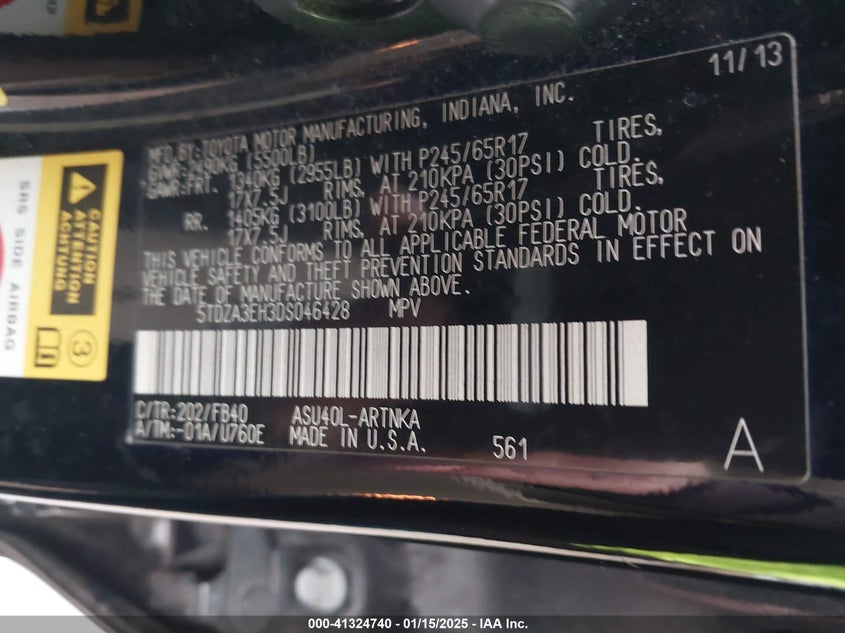 11/13
MFD.BY:TOYOTA MOTOR MANUFACTURING, INDIANA, INC.
GVWR:2490KG (5500LB)
GAWR:FRT. 1340KG (2955LB) WITH P245/65R17 TIRES,
17X7.5J RIMS, AT 210KPA (30PSI) COLD.
RR. 1405KG (3100LB) WITH P245/65R17 TIRES,
17X7.5J RIMS, AT 210KPA (30PSI) COLD.
THIS VEHICLE CONFORMS TO ALL APPLICABLE FEDERAL MOTOR
VEHICLE SAFETY AND THEFT PREVENTION STANDARDS IN EFFECT ON
THE DATE OF MANUFACTURE SHOWN ABOVE.
5TDZA3EH3DS046428 MPV
C/TR:202/FB40 ASU40L-ARTNKA
A/TM:-01A/U760E MADE IN U.S.A. 561
A
CAUTION
ATTENTION
ACHTUNG
SRS SIDE AIRBAG
3
000-41324740 - 01/15/2025 - IAA Inc.